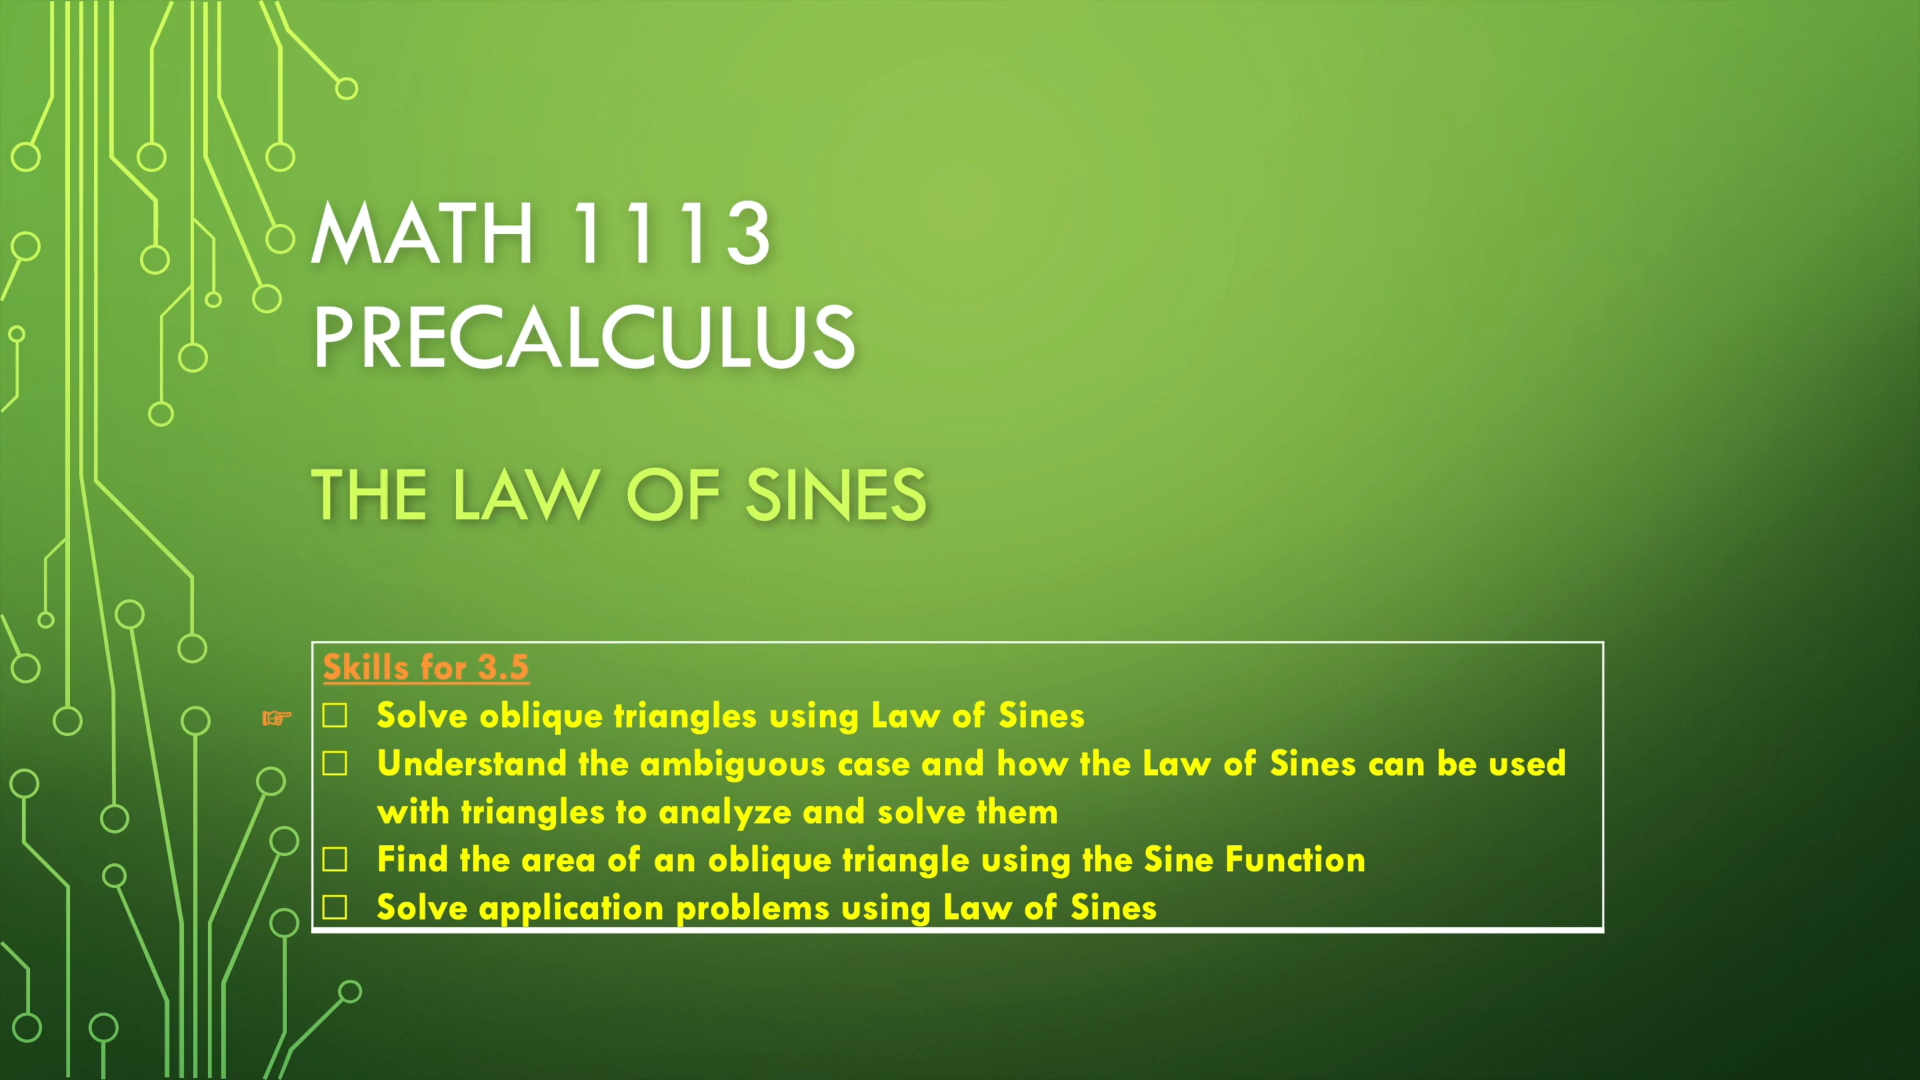 MATH 1113
PRECALCULUS
THE LAW OF SINES
Skills for 3.5
☞ ☐ Solve oblique triangles using Law of Sines
☐ Understand the ambiguous case and how the Law of Sines can be used
with triangles to analyze and solve them
☐ Find the area of an oblique triangle using the Sine Function
☐ Solve application problems using Law of Sines